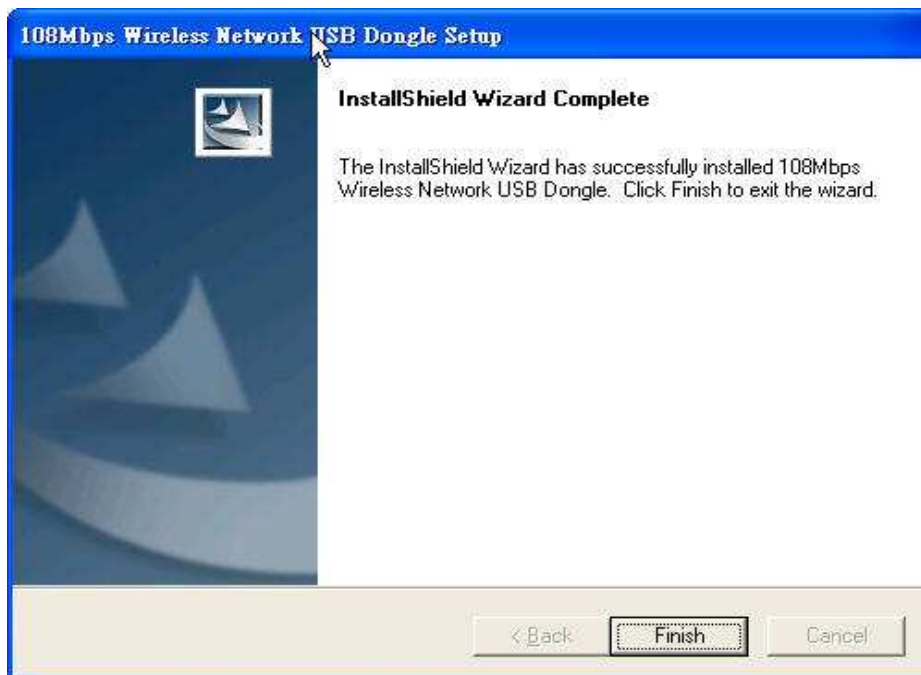 108Mbps Wireless Network USB Dongle Setup
InstallShield Wizard Complete
The InstallShield Wizard has successfully installed 108Mbps
Wireless Network USB Dongle. Click Finish to exit the wizard.
< Back Finish Cancel